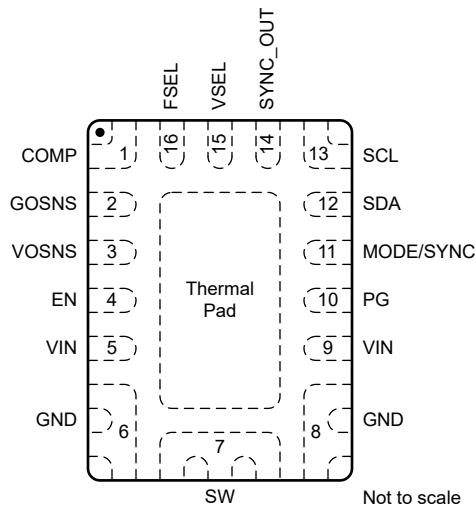 FSEL
VSEL
SYNC_OUT
16
15
14
COMP 1 13 SCL
GOSNS 2 12 SDA
VOSNS 3 11 MODE/SYNC
EN 4 10 PG
VIN 5 9 VIN
Thermal
Pad
GND 6 8 GND
7
SW
Not to scale